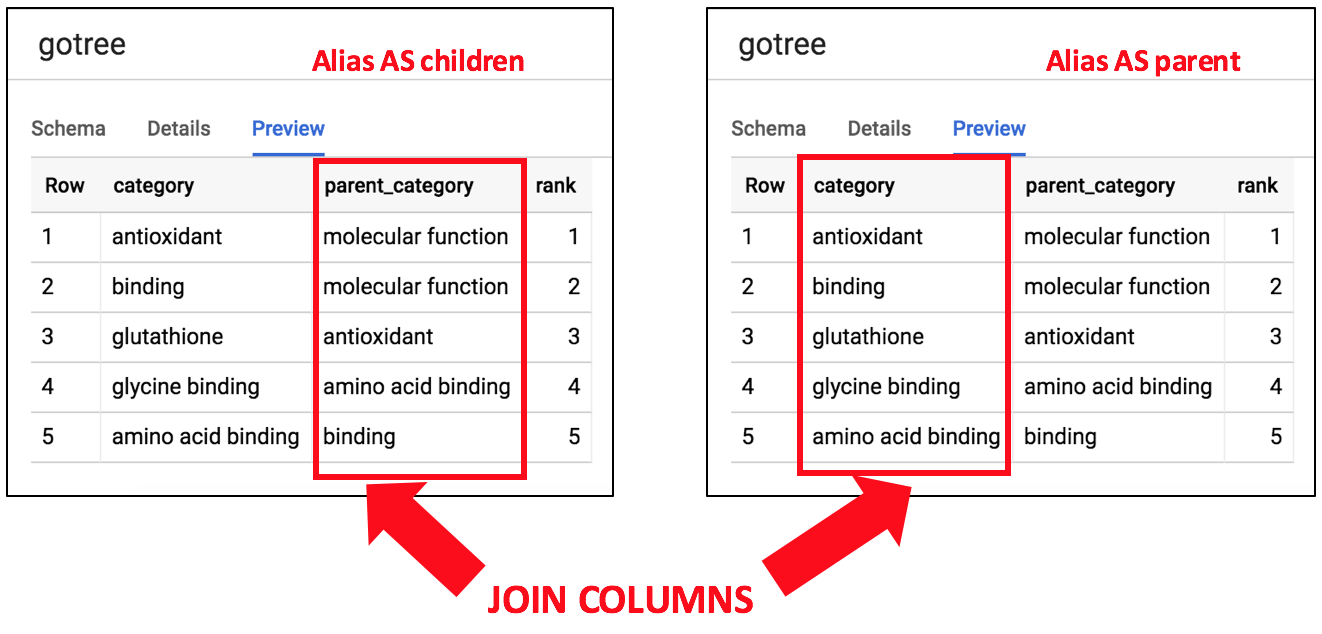 gotree
Alias AS children
Schema Details Preview
Row category parent_category rank
1 antioxidant molecular function 1
2 binding molecular function 2
3 glutathione antioxidant 3
4 glycine binding amino acid binding 4
5 amino acid binding binding 5
gotree
Alias AS parent
Schema Details Preview
Row category parent_category rank
1 antioxidant molecular function 1
2 binding molecular function 2
3 glutathione antioxidant 3
4 glycine binding amino acid binding 4
5 amino acid binding binding 5
JOIN COLUMNS